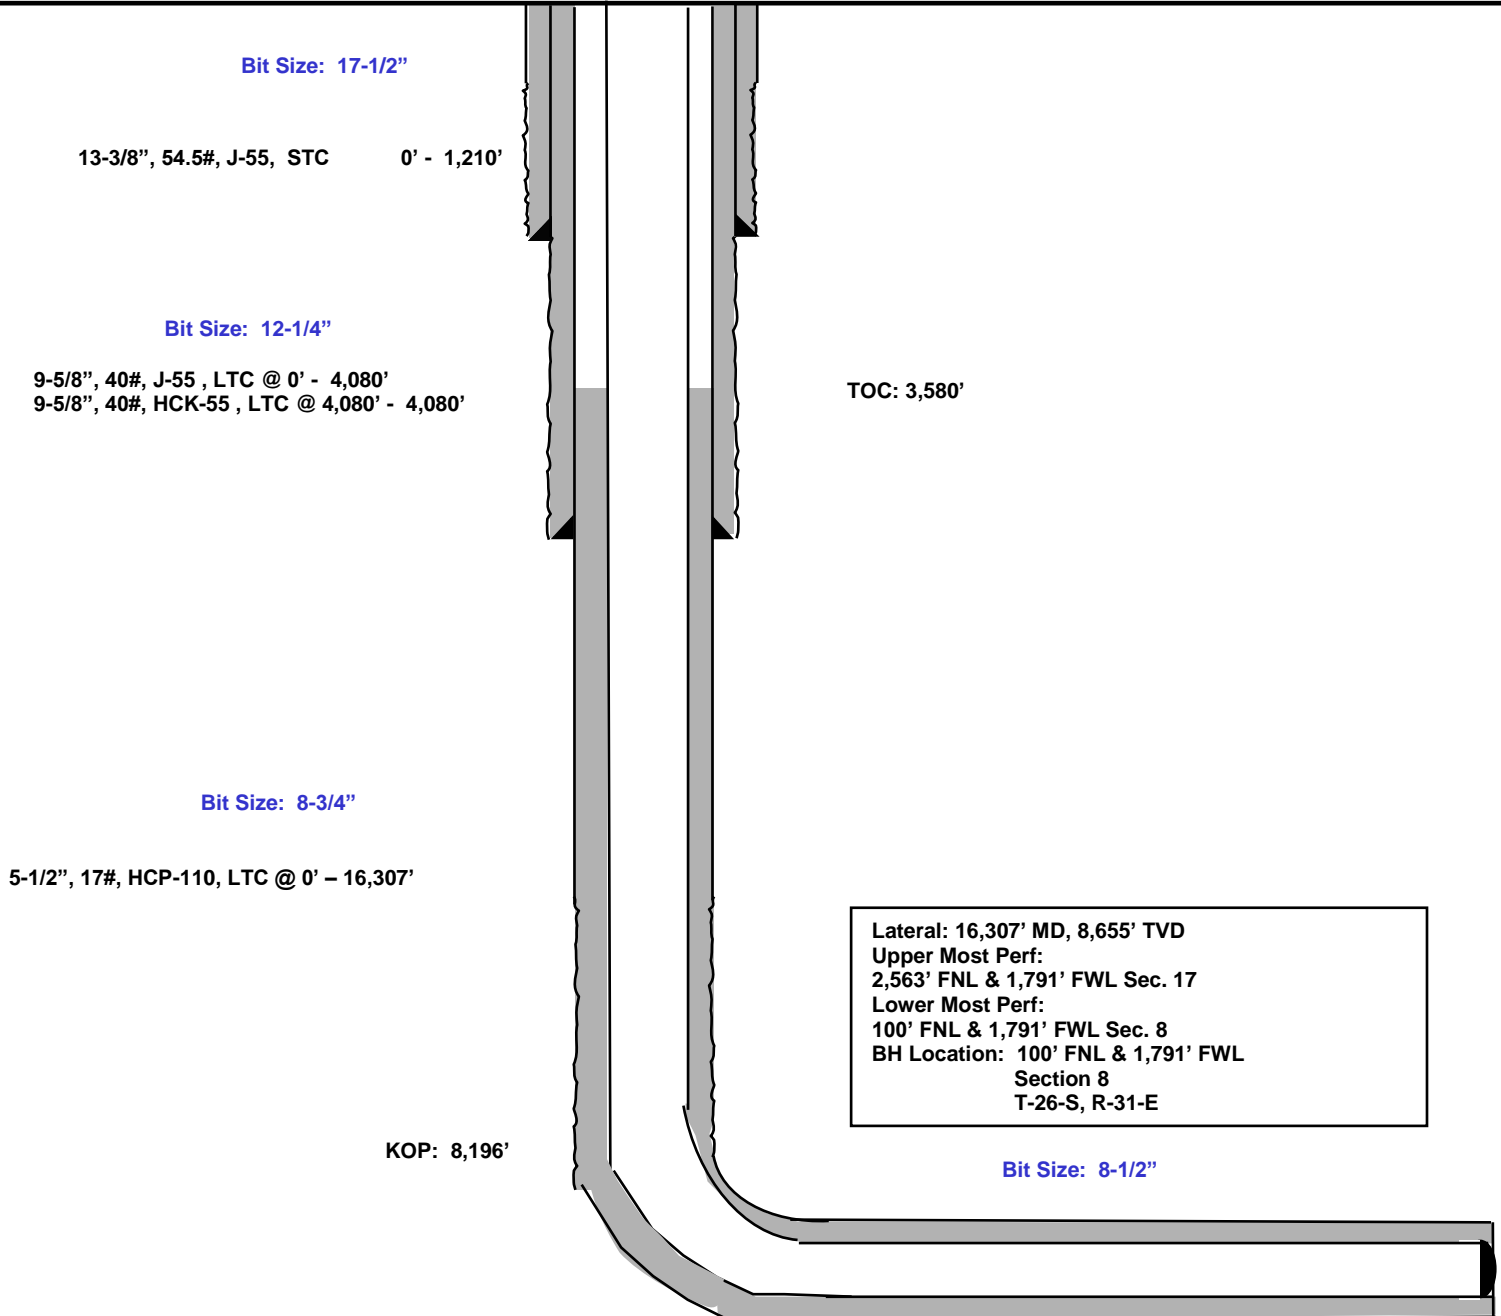 Bit Size: 17-1/2”
13-3/8”, 54.5#, J-55, STC 0’ - 1,210’
Bit Size: 12-1/4”
9-5/8”, 40#, J-55 , LTC @ 0’ - 4,080’
9-5/8”, 40#, HCK-55 , LTC @ 4,080’ - 4,080’
TOC: 3,580’
Bit Size: 8-3/4”
5-1/2”, 17#, HCP-110, LTC @ 0’ – 16,307’
Lateral: 16,307’ MD, 8,655’ TVD
Upper Most Perf:
2,563’ FNL & 1,791’ FWL Sec. 17
Lower Most Perf:
100’ FNL & 1,791’ FWL Sec. 8
BH Location: 100’ FNL & 1,791’ FWL
Section 8
T-26-S, R-31-E
KOP: 8,196’
Bit Size: 8-1/2”